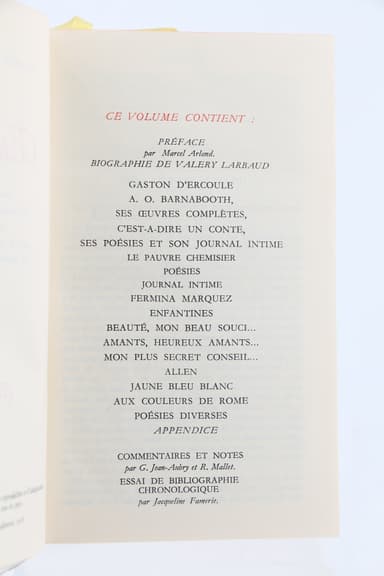 CE VOLUME CONTIENT :
PRÉFACE
par Marcel Arland.
BIOGRAPHIE DE VALERY LARBAUD
GASTON D'ERCOULE
A. O. BARNABOOTH,
SES ŒUVRES COMPLÈTES,
C'EST-A-DIRE UN CONTE,
SES POÉSIES ET SON JOURNAL INTIME
LE PAUVRE CHEMISIER
POÉSIES
JOURNAL INTIME
FERMINA MARQUEZ
ENFANTINES
BEAUTÉ, MON BEAU SOUCI...
AMANTS, HEUREUX AMANTS...
MON PLUS SECRET CONSEIL...
ALLEN
JAUNE BLEU BLANC
AUX COULEURS DE ROME
POÉSIES DIVERSES
APPENDICE
COMMENTAIRES ET NOTES
par G. Jean-Aubry et R. Mallet.
ESSAI DE BIBLIOGRAPHIE
CHRONOLOGIQUE
par Jacqueline Famerie.